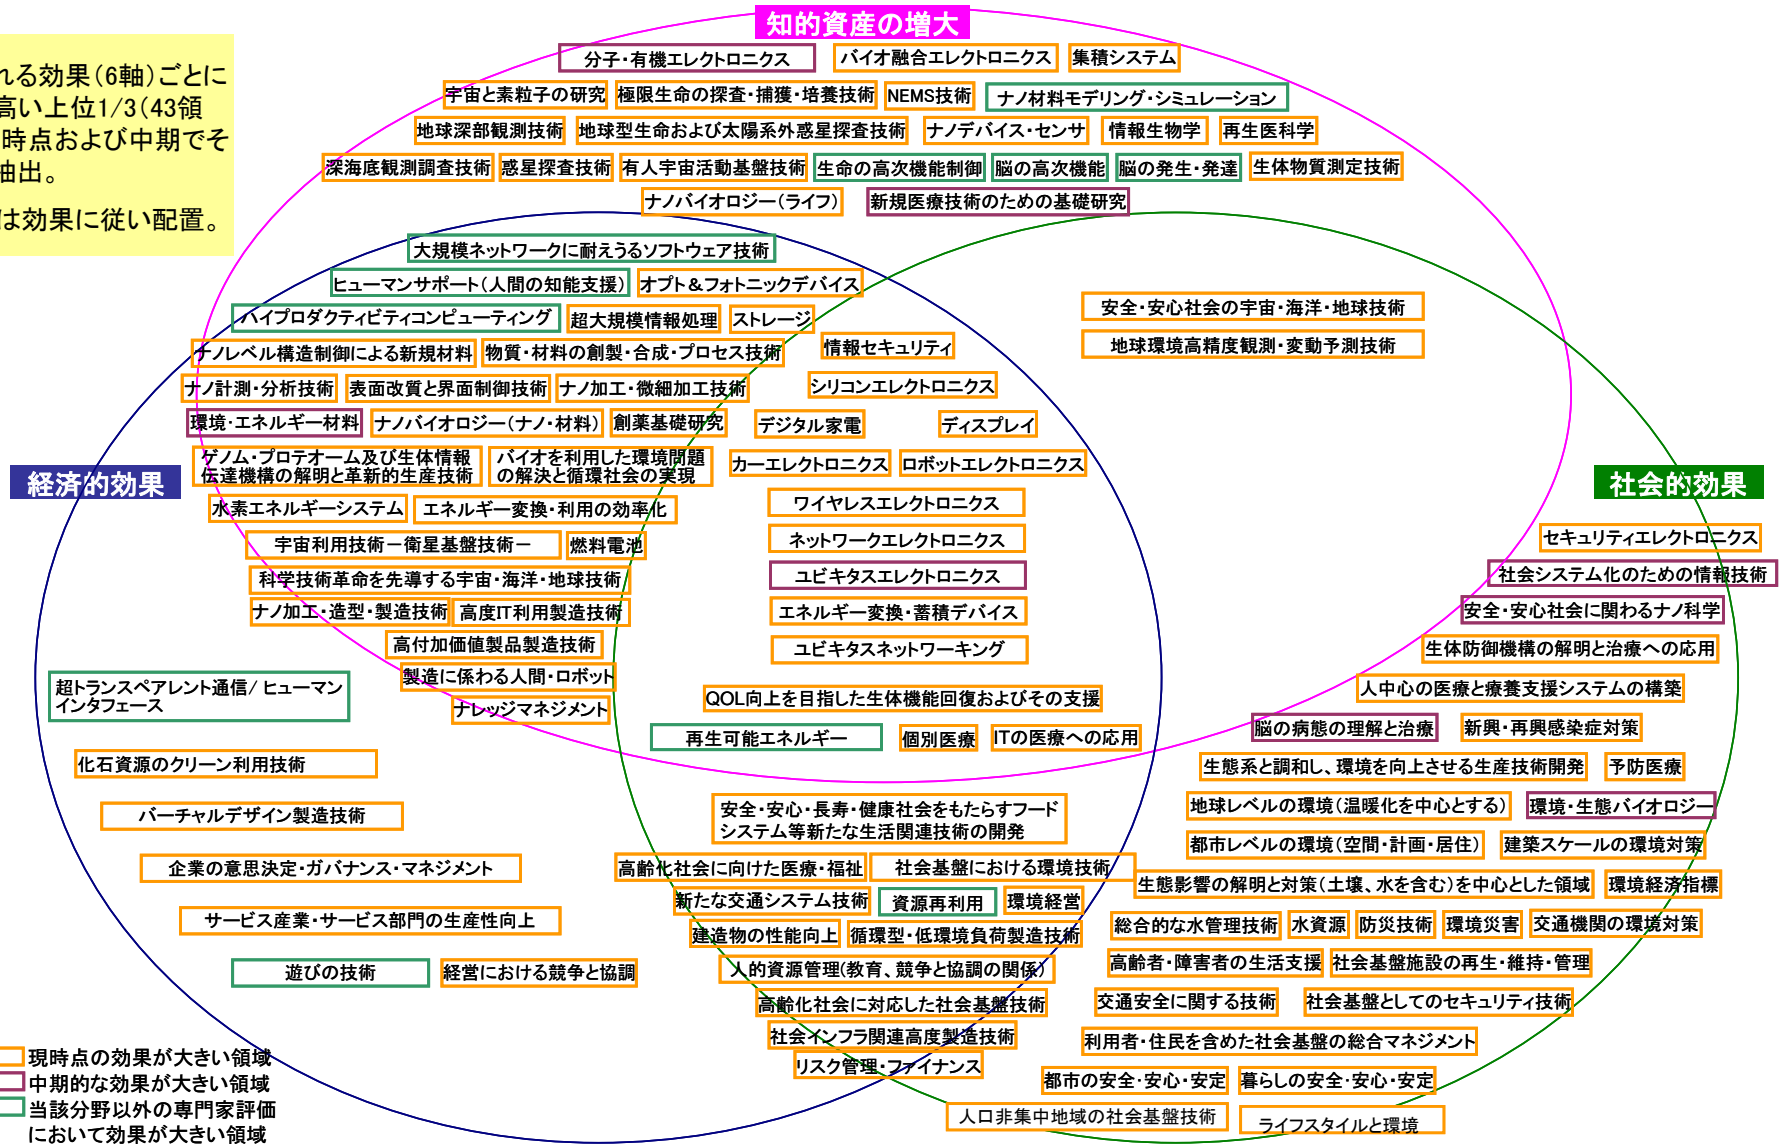 知的資産の増大
れる効果（6軸）ごとに
高い上位1/3（43領
時点および中期でそ
抽出。
は効果に従い配置。
分子・有機エレクトロニクス
バイオ融合エレクトロニクス
集積システム
宇宙と素粒子の研究
極限生命の探査・捕獲・培養技術
NEMS技術
ナノ材料モデリング・シミュレーション
地球深部観測技術
地球型生命および太陽系外惑星探査技術
ナノデバイス・センサ
情報生物学
再生医科学
深海底観測調査技術
惑星探査技術
有人宇宙活動基盤技術
生命の高次機能制御
脳の高次機能
脳の発生・発達
生体物質測定技術
ナノバイオロジー（ライフ）
新規医療技術のための基礎研究
大規模ネットワークに耐えうるソフトウェア技術
ヒューマンサポート（人間の知能支援）
オプト＆フォトニックデバイス
ハイプロダクティビティコンピューティング
超大規模情報処理
ストレージ
安全・安心社会の宇宙・海洋・地球技術
ナノレベル構造制御による新規材料
物質・材料の創製・合成・プロセス技術
情報セキュリティ
地球環境高精度観測・変動予測技術
ナノ計測・分析技術
表面改質と界面制御技術
ナノ加工・微細加工技術
シリコンエレクトロニクス
環境・エネルギー材料
ナノバイオロジー（ナノ・材料）
創薬基礎研究
デジタル家電
ディスプレイ
ゲノム・プロテオーム及び生体情報
伝達機構の解明と革新的生産技術
バイオを利用した環境問題
の解決と循環社会の実現
カーエレクトロニクス
ロボットエレクトロニクス
経済的効果
社会的効果
水素エネルギーシステム
エネルギー変換・利用の効率化
ワイヤレスエレクトロニクス
宇宙利用技術－衛星基盤技術－
燃料電池
ネットワークエレクトロニクス
セキュリティエレクトロニクス
科学技術革命を先導する宇宙・海洋・地球技術
ユビキタスエレクトロニクス
社会システム化のための情報技術
ナノ加工・造型・製造技術
高度IT利用製造技術
エネルギー変換・蓄積デバイス
安全・安心社会に関わるナノ科学
高付加価値製品製造技術
ユビキタスネットワーキング
生体防御機構の解明と治療への応用
製造に係わる人間・ロボット
超トランスペアレント通信/ ヒューマン
インタフェース
QOL向上を目指した生体機能回復およびその支援
人中心の医療と療養支援システムの構築
ナレッジマネジメント
再生可能エネルギー
個別医療
ITの医療への応用
脳の病態の理解と治療
新興・再興感染症対策
化石資源のクリーン利用技術
生態系と調和し、環境を向上させる生産技術開発
予防医療
バーチャルデザイン製造技術
安全・安心・長寿・健康社会をもたらすフード
システム等新たな生活関連技術の開発
地球レベルの環境（温暖化を中心とする）
環境・生態バイオロジー
都市レベルの環境（空間・計画・居住）
建築スケールの環境対策
企業の意思決定・ガバナンス・マネジメント
高齢化社会に向けた医療・福祉
社会基盤における環境技術
生態影響の解明と対策（土壌、水を含む）を中心とした領域
環境経済指標
サービス産業・サービス部門の生産性向上
新たな交通システム技術
資源再利用
環境経営
総合的な水管理技術
水資源
防災技術
環境災害
交通機関の環境対策
建造物の性能向上
循環型・低環境負荷製造技術
遊びの技術
経営における競争と協調
人的資源管理（教育、競争と協調の関係）
高齢者・障害者の生活支援
社会基盤施設の再生・維持・管理
高齢化社会に対応した社会基盤技術
交通安全に関する技術
社会基盤としてのセキュリティ技術
社会インフラ関連高度製造技術
利用者・住民を含めた社会基盤の総合マネジメント
リスク管理・ファイナンス
都市の安全・安心・安定
暮らしの安全・安心・安定
人口非集中地域の社会基盤技術
ライフスタイルと環境
現時点の効果が大きい領域
中期的な効果が大きい領域
当該分野以外の専門家評価
において効果が大きい領域